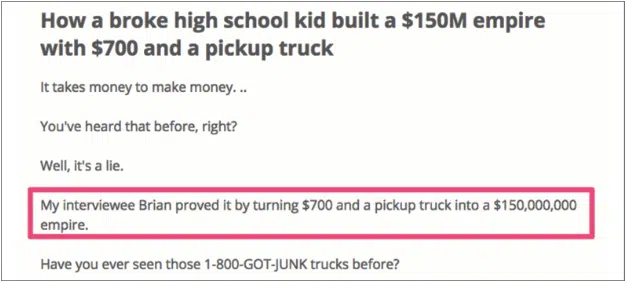 How a broke high school kid built a $150M empire
with $700 and a pickup truck
It takes money to make money. ..
You've heard that before, right?
Well, it's a lie.
My interviewee Brian proved it by turning $700 and a pickup truck into a $150,000,000
empire.
Have you ever seen those 1-800-GOT-JUNK trucks before?